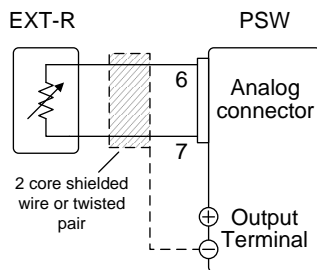 EXT-R
PSW
6
Analog
connector
7
2 core shielded
wire or twisted
pair
+
Output
Terminal
-